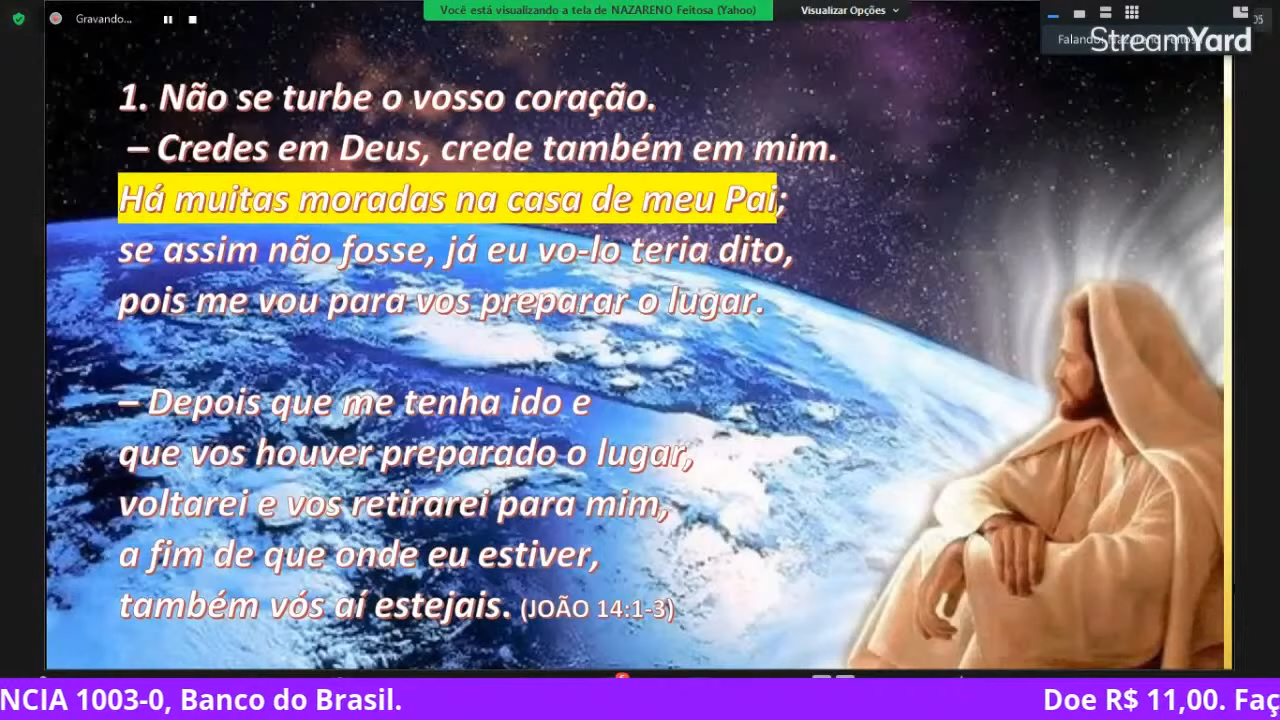 Gravando...
Você está visualizando a tela de NAZARENO Feitosa (Yahoo)
Visualizar Opções
05
Falando:
StreamYard
1. Não se turbe o vosso coração.
– Credes em Deus, crede também em mim.
Há muitas moradas na casa de meu Pai;
se assim não fosse, já eu vo-lo teria dito,
pois me vou para vos preparar o lugar.
– Depois que me tenha ido e
que vos houver preparado o lugar,
voltarei e vos retirarei para mim,
a fim de que onde eu estiver,
também vós aí estejais. (JOÃO 14:1-3)
NCIA 1003-0, Banco do Brasil.
Doe R$ 11,00. Faç